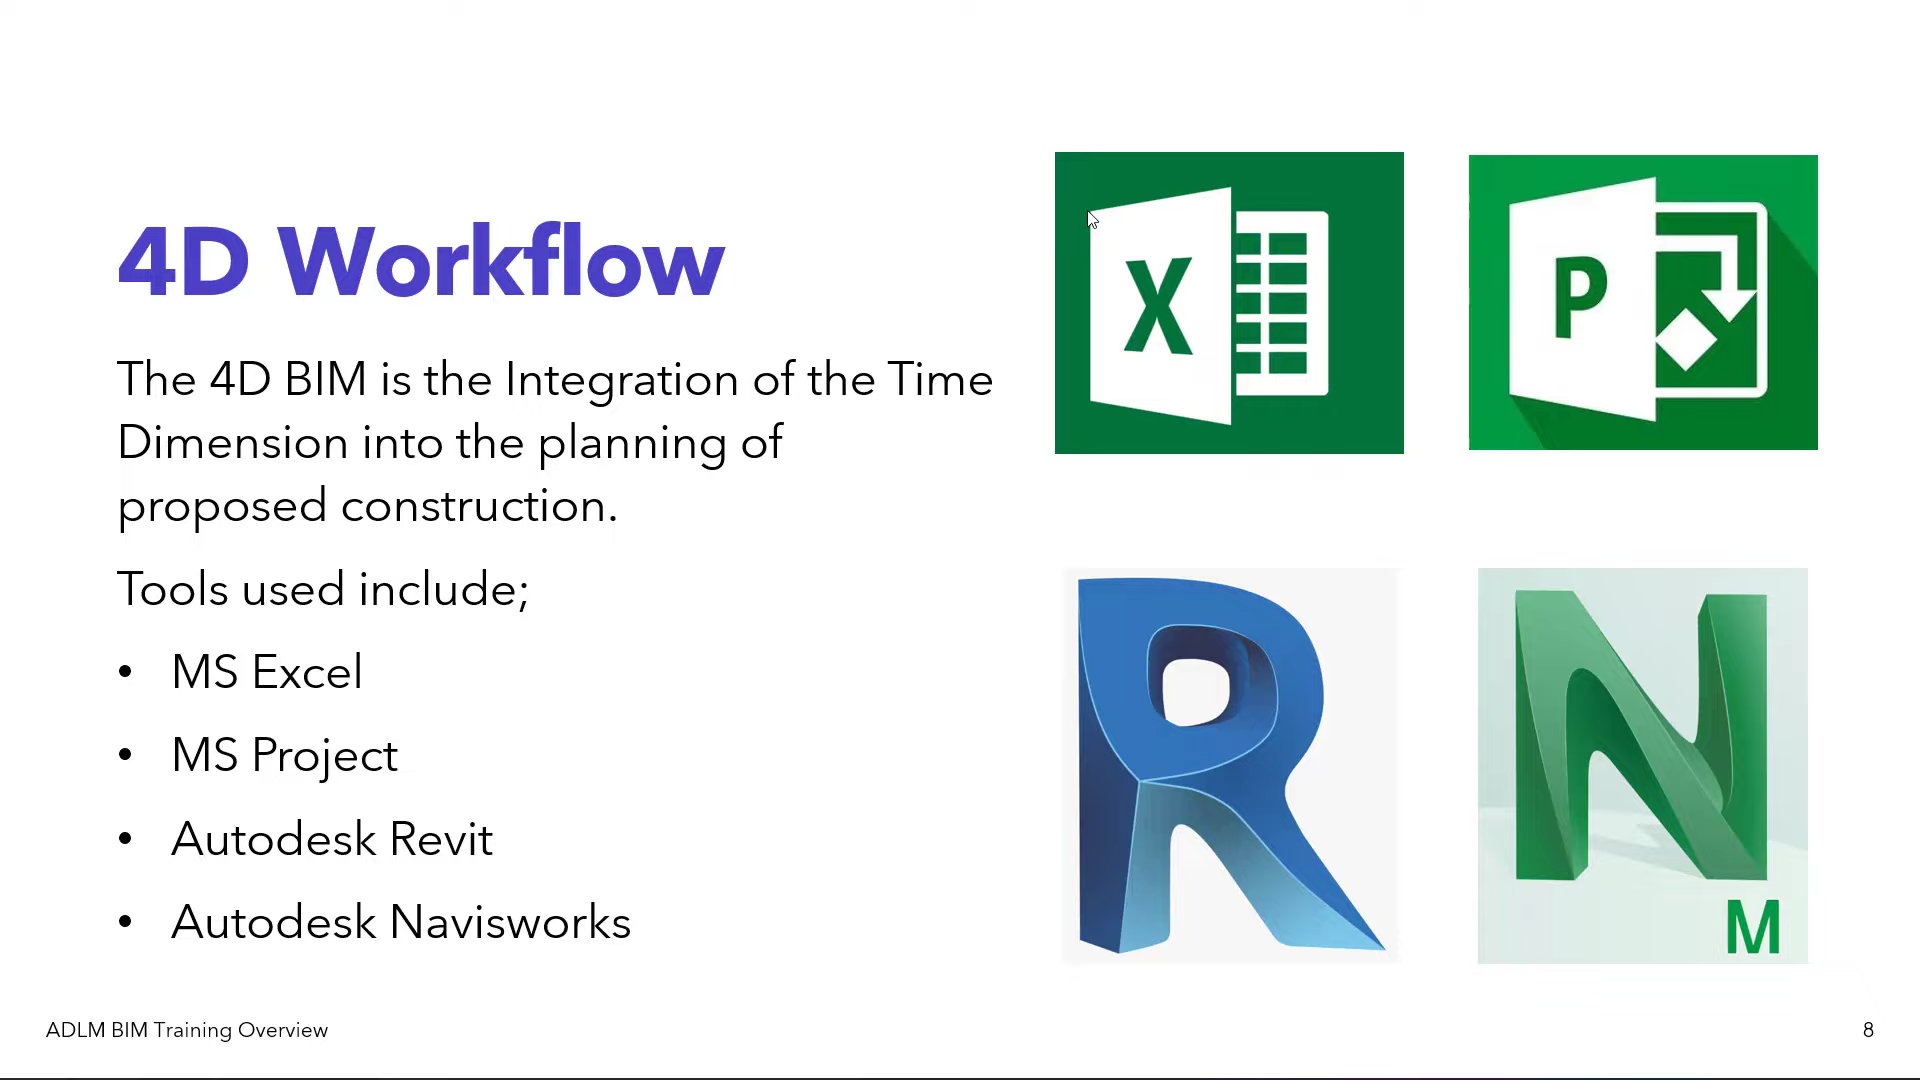 4D Workflow
The 4D BIM is the Integration of the Time
Dimension into the planning of
proposed construction.
Tools used include;
• MS Excel
• MS Project
• Autodesk Revit
• Autodesk Navisworks
X
P
R
N
M
ADLM BIM Training Overview
8